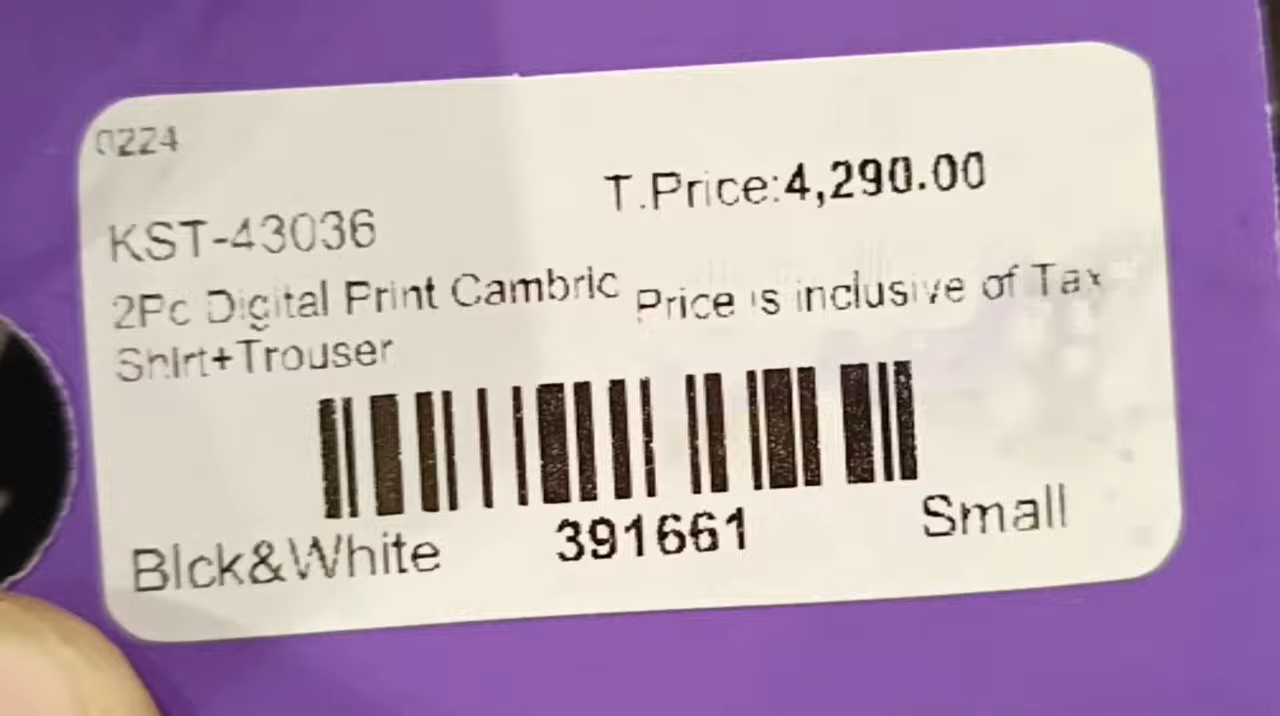 0224
T.Price:4,290.00
KST-43036
2Pc Digital Print Cambric
Shirt+Trouser
Price is inclusive of Tax
Blck&White
391661
Small